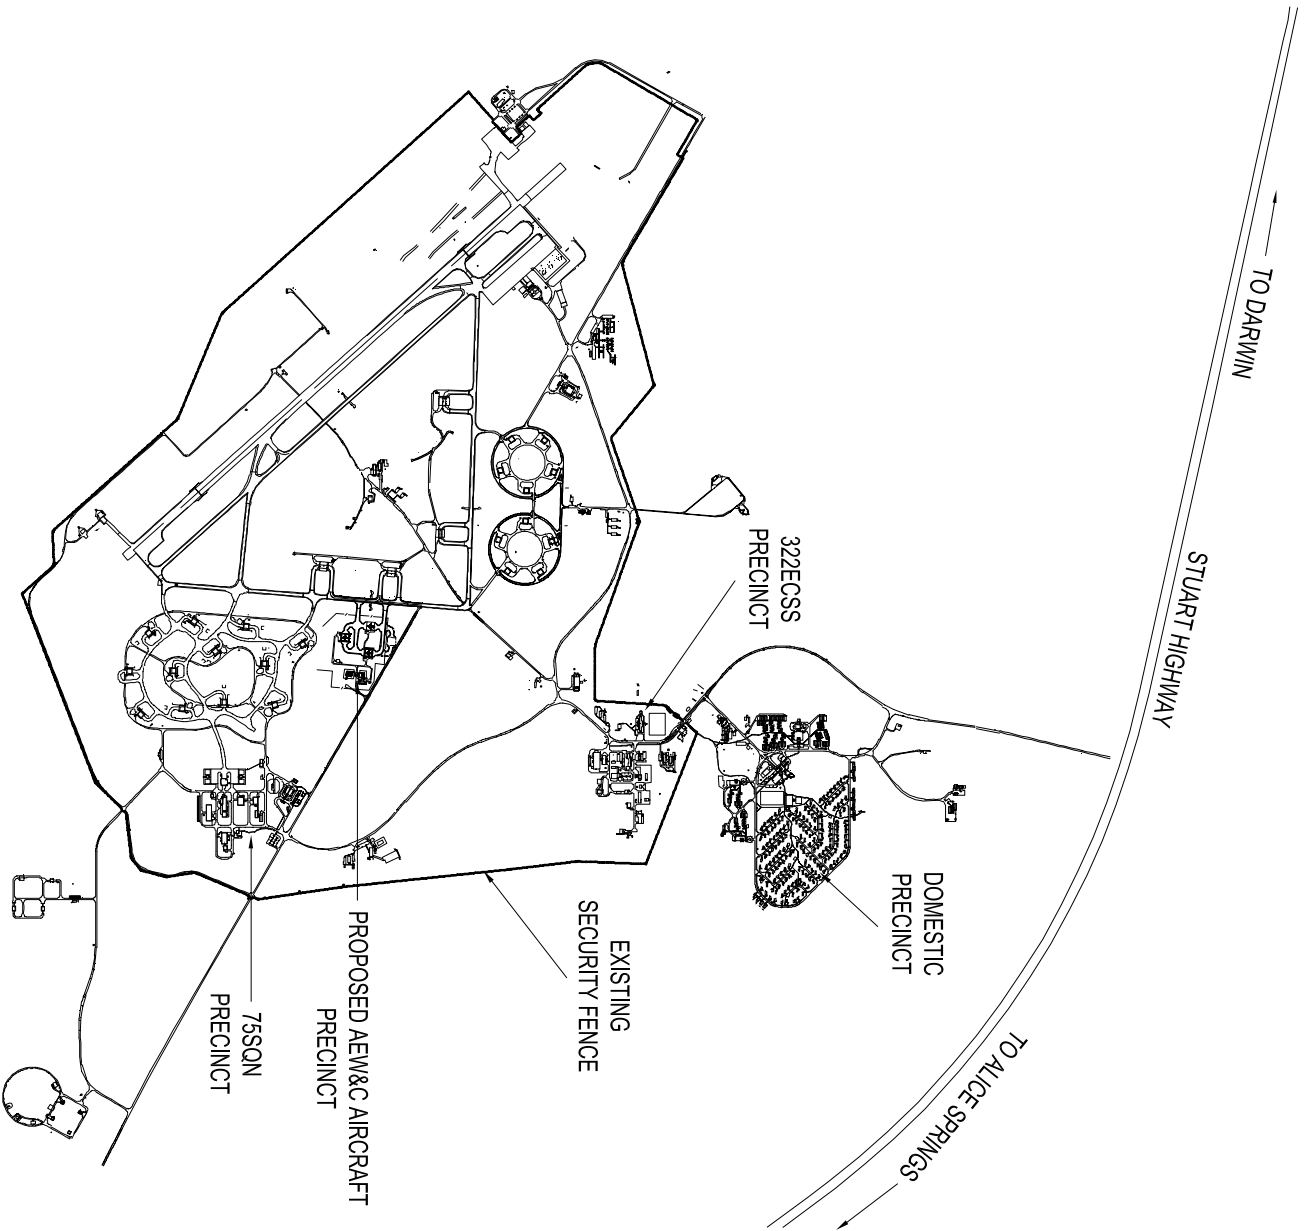 TO DARWIN
STUART HIGHWAY
TO ALICE SPRINGS
322ECSS
PRECINCT
DOMESTIC
PRECINCT
EXISTING
SECURITY FENCE
PROPOSED AEW&C AIRCRAFT
PRECINCT
75SQN
PRECINCT